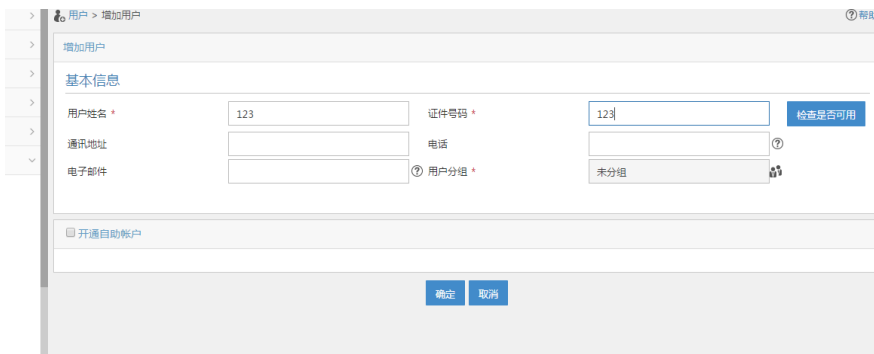 用户 > 增加用户 帮助
增加用户
基本信息
用户姓名 * 123 证件号码 * 123 检查是否可用
通讯地址 电话
电子邮件 用户分组 * 未分组
开通自助帐户
确定 取消